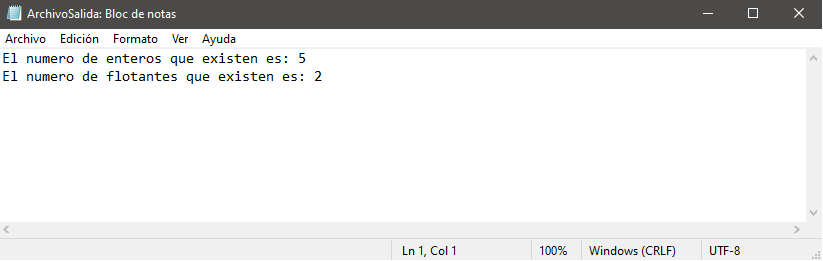 ArchivoSalida: Bloc de notas
Archivo Edición Formato Ver Ayuda
El numero de enteros que existen es: 5
El numero de flotantes que existen es: 2
Ln 1, Col 1 100% Windows (CRLF) UTF-8